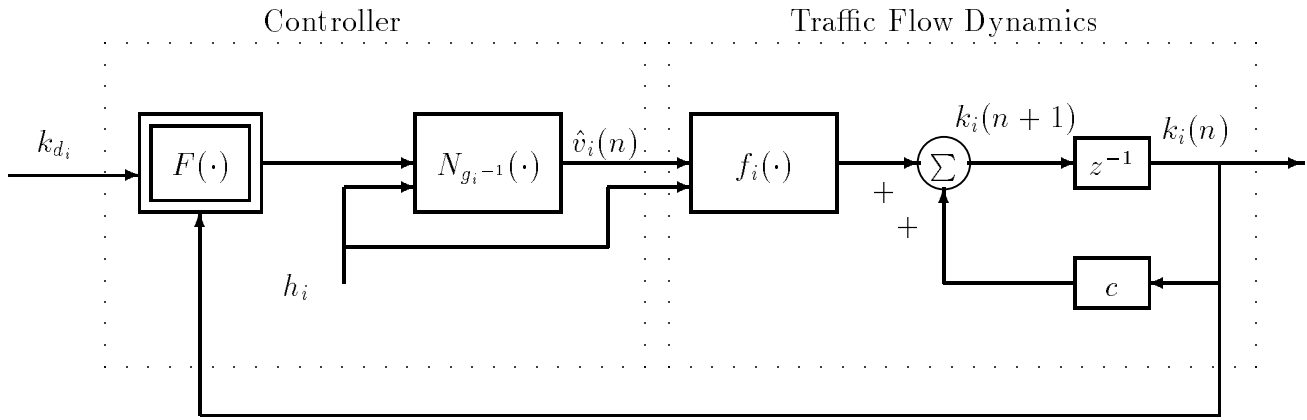 Controller
Traffic Flow Dynamics
k_{d_i}
F(·)
N_{g_i^{-1}}(·)
v̂_i(n)
f_i(·)
∑
k_i(n + 1)
z^{-1}
k_i(n)
+
+
h_i
c